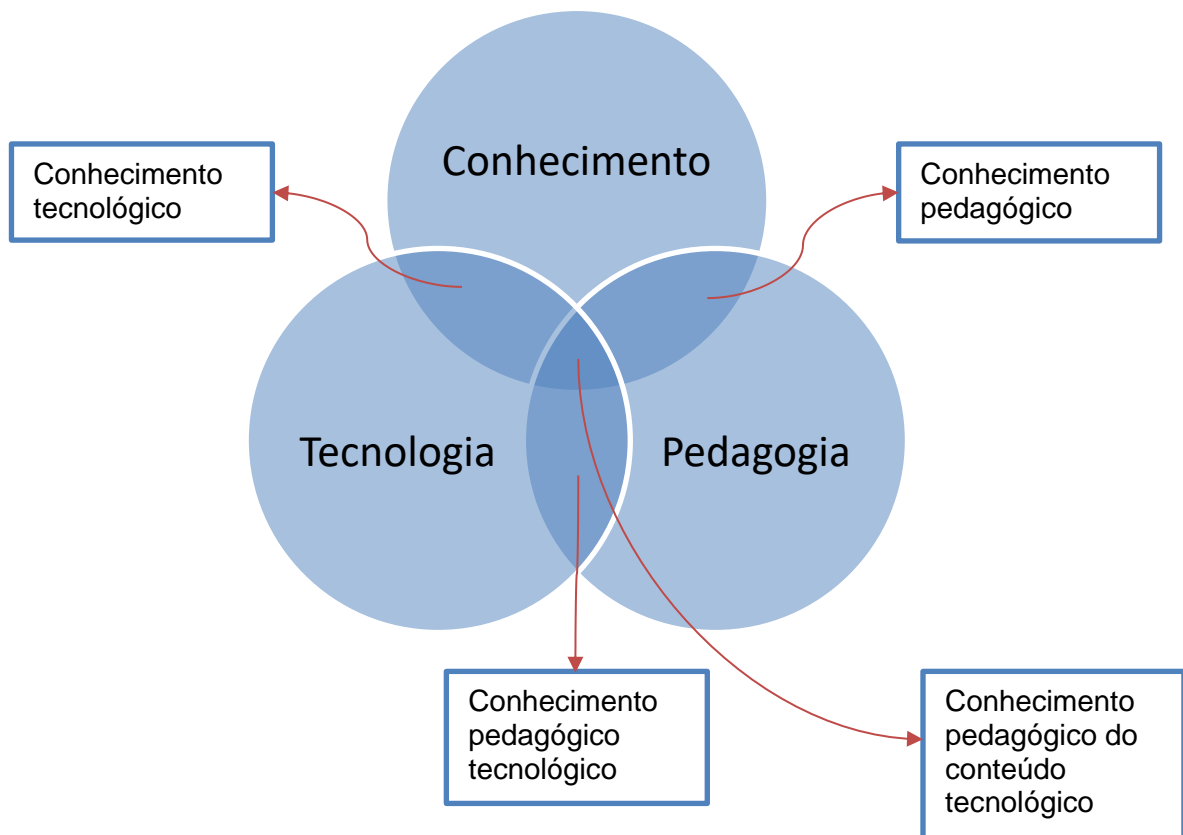 Conhecimento
Conhecimento
tecnológico
Conhecimento
pedagógico
Tecnologia
Pedagogia
Conhecimento
pedagógico
tecnológico
Conhecimento
pedagógico do
conteúdo
tecnológico